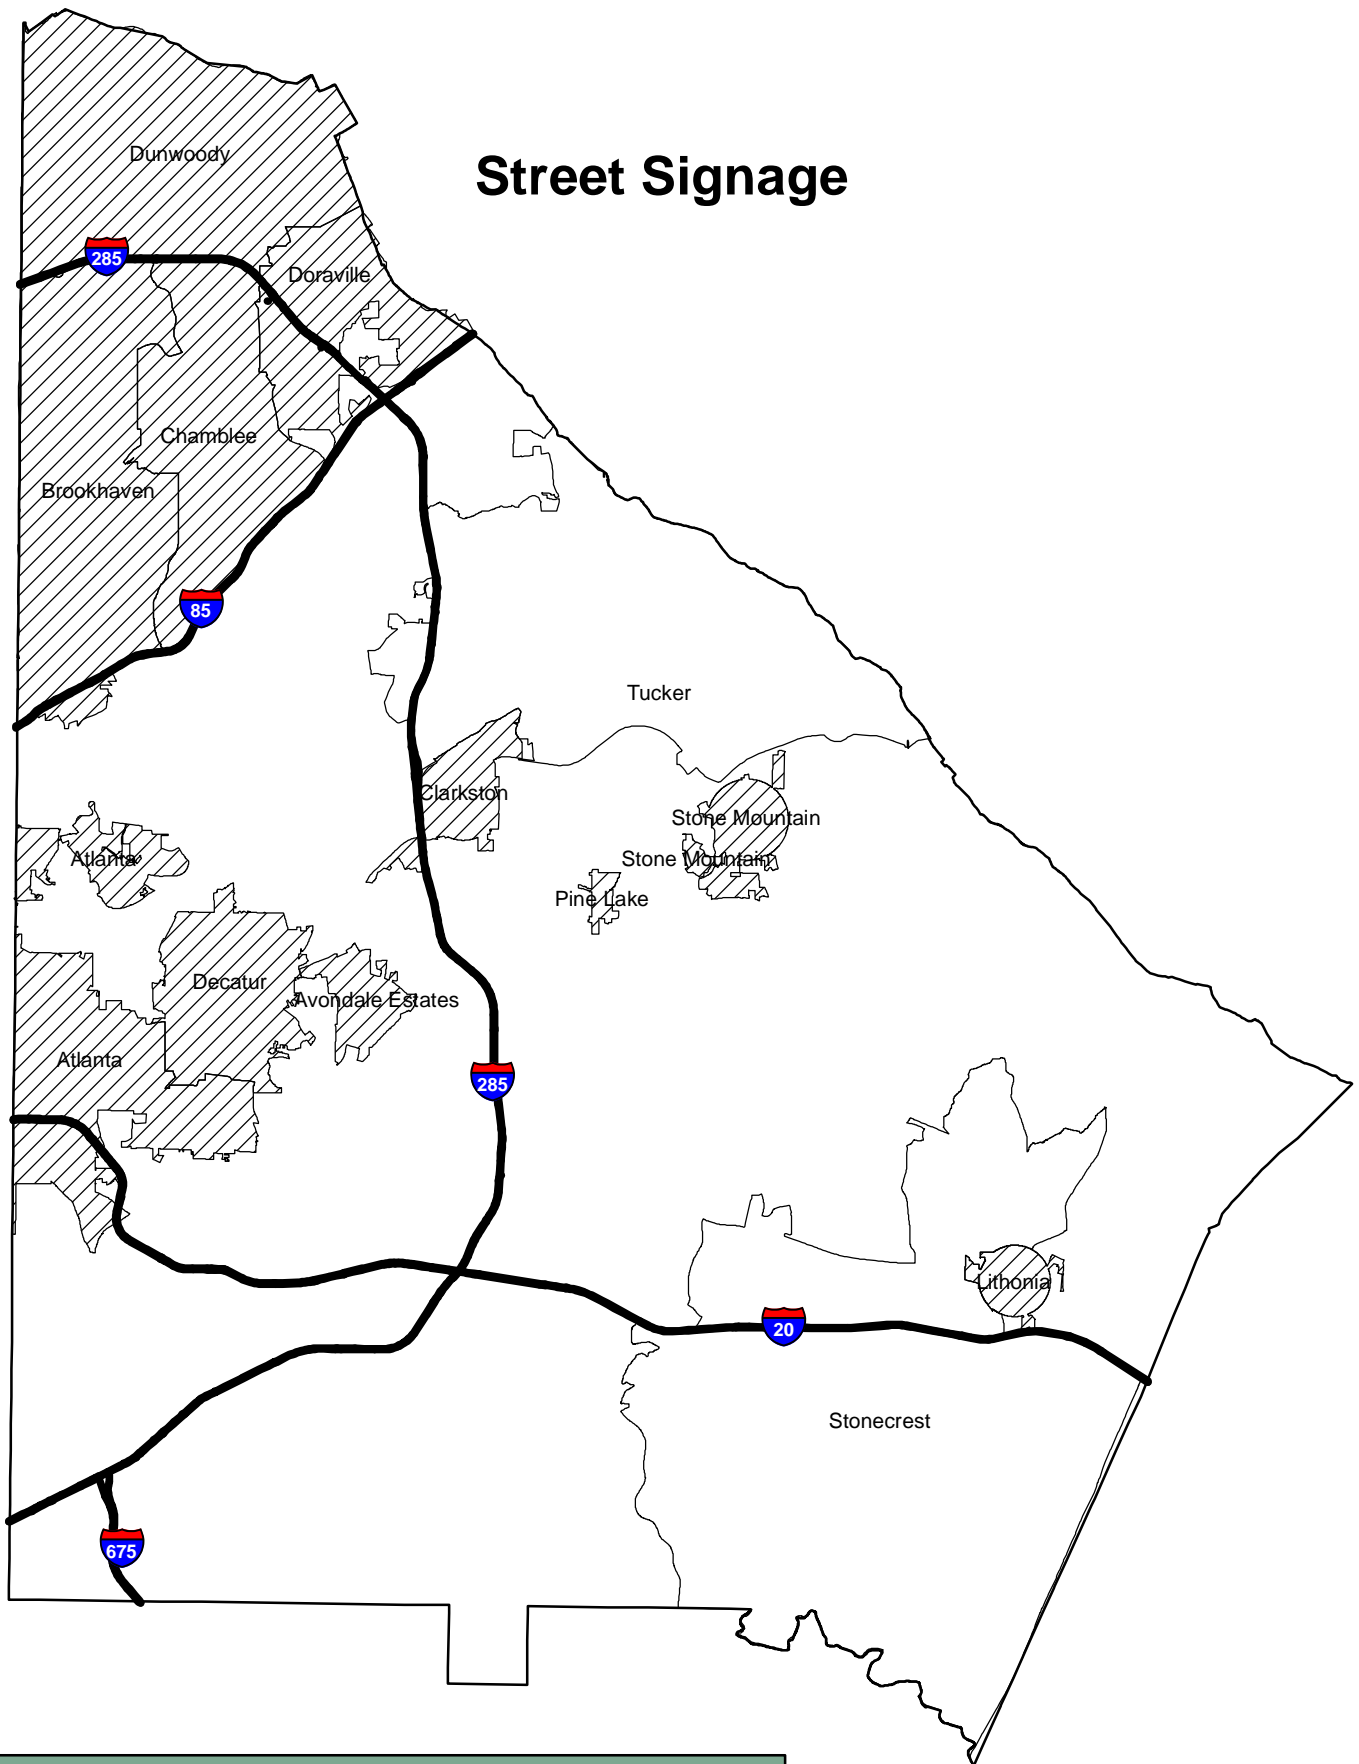 Dunwoody
Street Signage
285
Doraville
Chamblee
Brookhaven
85
Tucker
Clarkston
Stone Mountain
Atlanta
Stone Mountain
Pine Lake
Decatur
Avondale Estates
Atlanta
285
Lithonia
20
Stonecrest
675